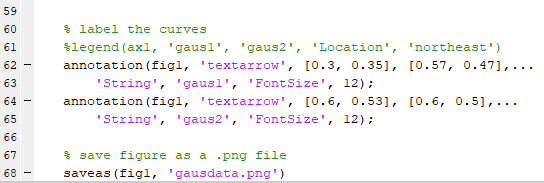 59
60 % label the curves
61 %legend(ax1, 'gaus1', 'gaus2', 'Location', 'northeast')
62 – annotation(fig1, 'textarrow', [0.3, 0.35], [0.57, 0.47],...
63 'String', 'gaus1', 'FontSize', 12);
64 – annotation(fig1, 'textarrow', [0.6, 0.53], [0.6, 0.5],...
65 'String', 'gaus2', 'FontSize', 12);
66
67 % save figure as a .png file
68 – saveas(fig1, 'gausdata.png')